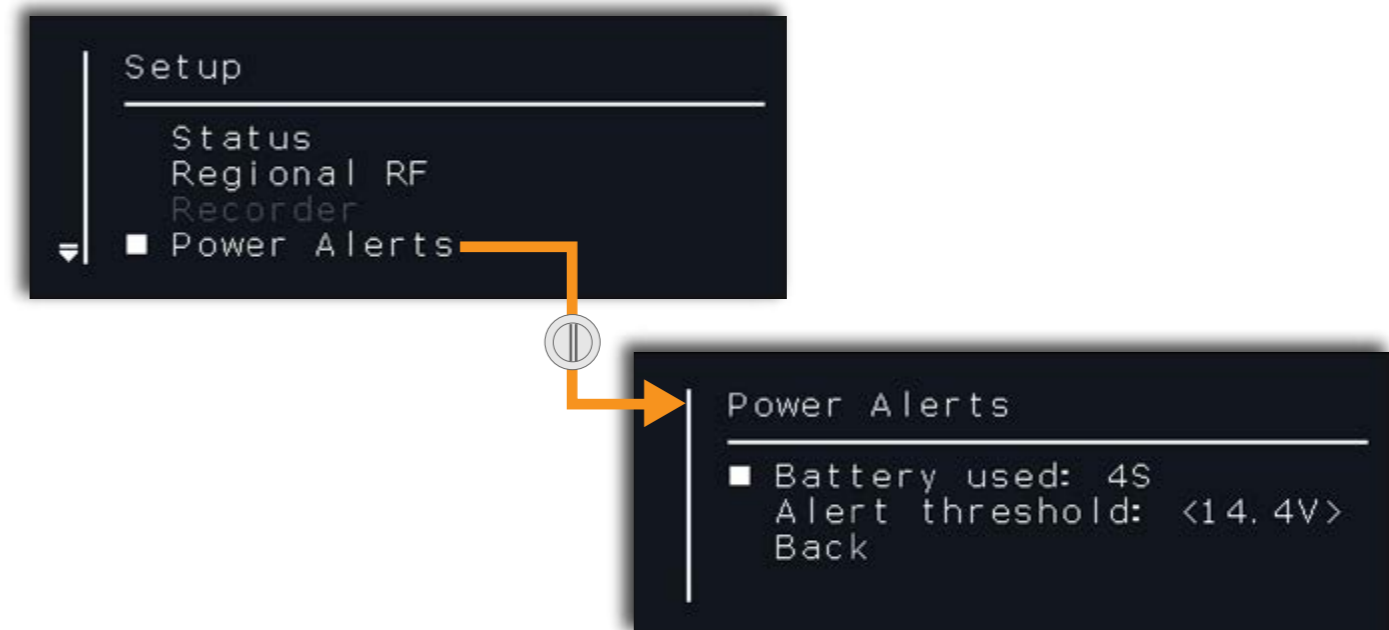 Setup
Status
Regional RF
Recorder
Power Alerts
Power Alerts
Battery used: 4S
Alert threshold: <14.4V>
Back